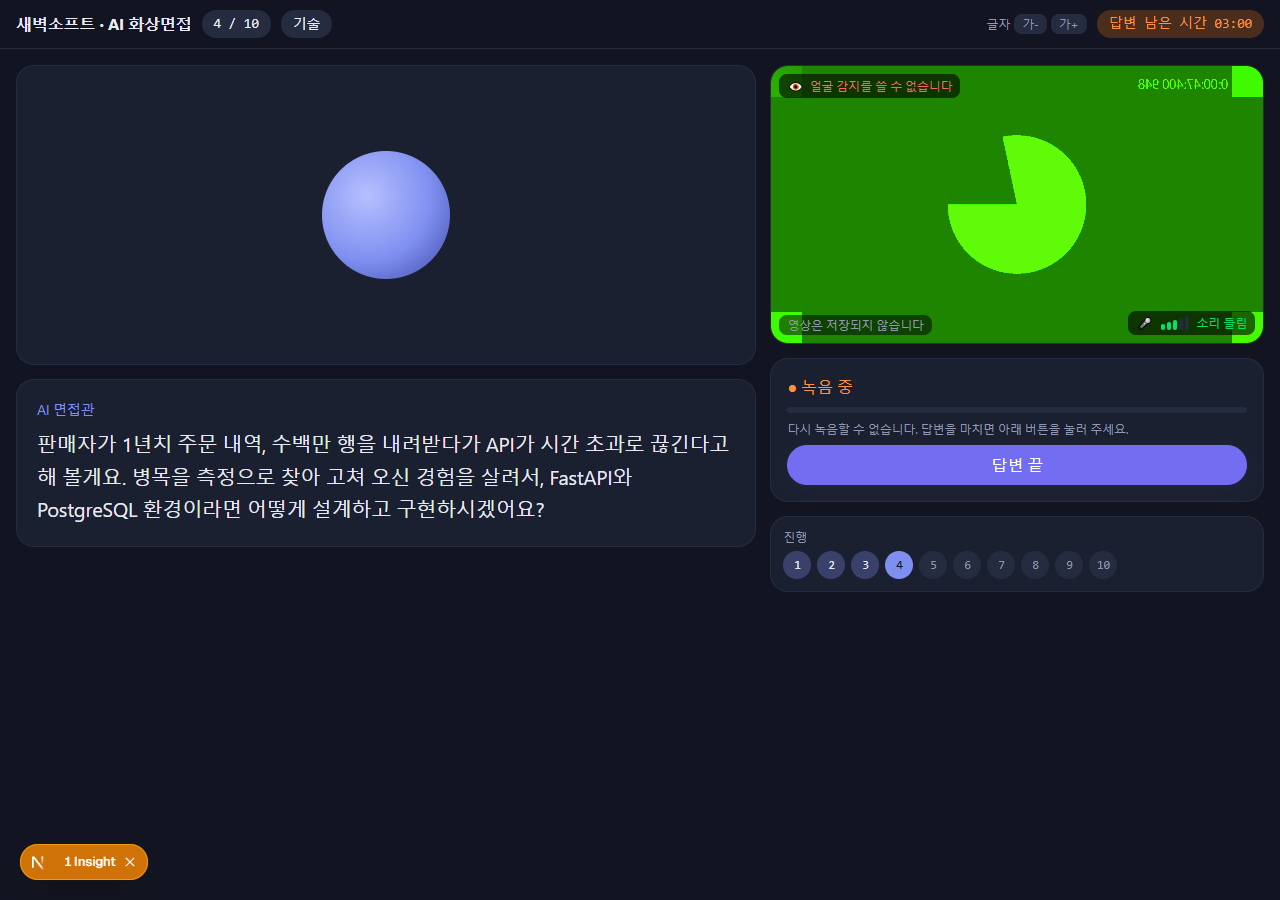 새벽소프트 · AI 화상면접 4 / 10 기술
글자 가- 가+ 답변 남은 시간 03:00
얼굴 감지를 쓸 수 없습니다
0:00:47:400 948
영상은 저장되지 않습니다
소리 들림
AI 면접관
판매자가 1년치 주문 내역, 수백만 행을 내려받다가 API가 시간 초과로 끊긴다고
해 볼게요. 병목을 측정으로 찾아 고쳐 오신 경험을 살려서, FastAPI와
PostgreSQL 환경이라면 어떻게 설계하고 구현하시겠어요?
● 녹음 중
다시 녹음할 수 없습니다. 답변을 마치면 아래 버튼을 눌러 주세요.
답변 끝
진행
1 2 3 4 5 6 7 8 9 10
N 1 Insight ×